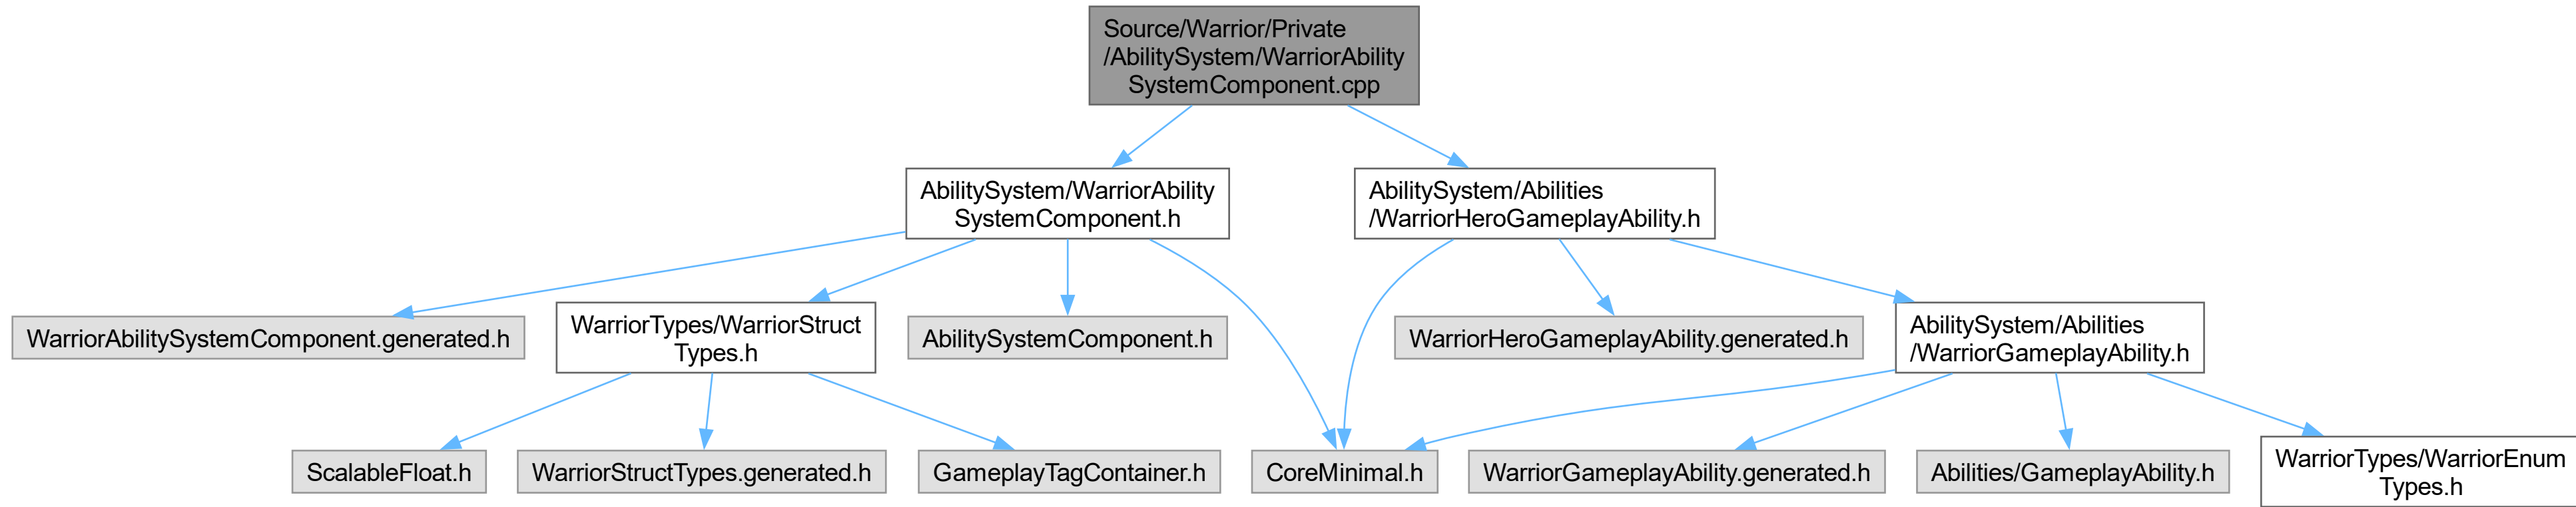 Source/Warrior/Private
/AbilitySystem/WarriorAbility
SystemComponent.cpp
AbilitySystem/WarriorAbility
SystemComponent.h
AbilitySystem/Abilities
/WarriorHeroGameplayAbility.h
WarriorAbilitySystemComponent.generated.h
WarriorTypes/WarriorStruct
Types.h
AbilitySystemComponent.h
WarriorHeroGameplayAbility.generated.h
AbilitySystem/Abilities
/WarriorGameplayAbility.h
ScalableFloat.h
WarriorStructTypes.generated.h
GameplayTagContainer.h
CoreMinimal.h
WarriorGameplayAbility.generated.h
Abilities/GameplayAbility.h
WarriorTypes/WarriorEnum
Types.h